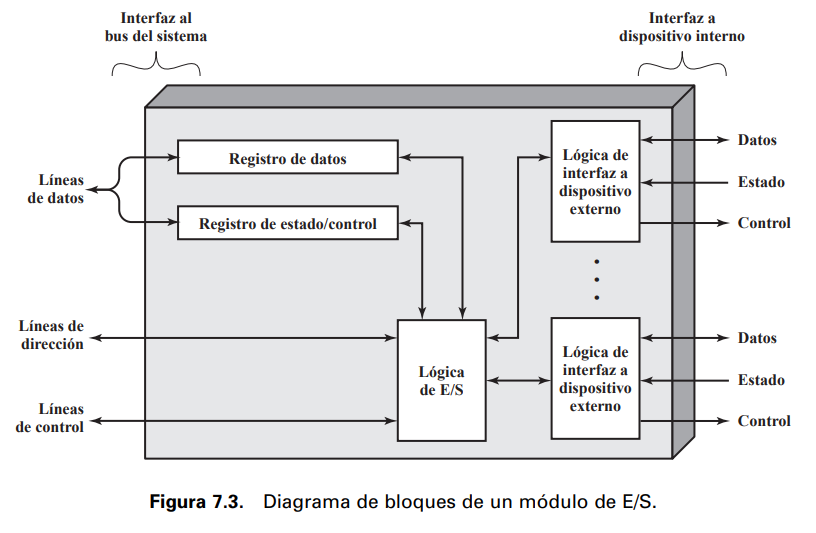 Interfaz al
bus del sistema
Interfaz a
dispositivo interno
Líneas
de datos
Registro de datos
Registro de estado/control
Lógica de
interfaz a
dispositivo
externo
Datos
Estado
Control
Líneas de
dirección
Líneas
de control
Lógica
de E/S
Lógica de
interfaz a
dispositivo
externo
Datos
Estado
Control
Figura 7.3. Diagrama de bloques de un módulo de E/S.